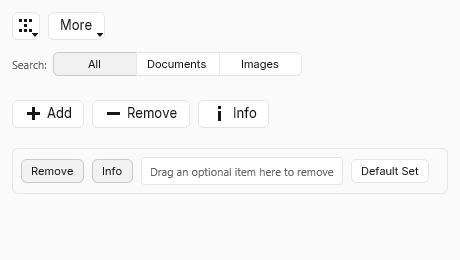 More
Search: All Documents Images
Add Remove Info
Remove Info Drag an optional item here to remove Default Set